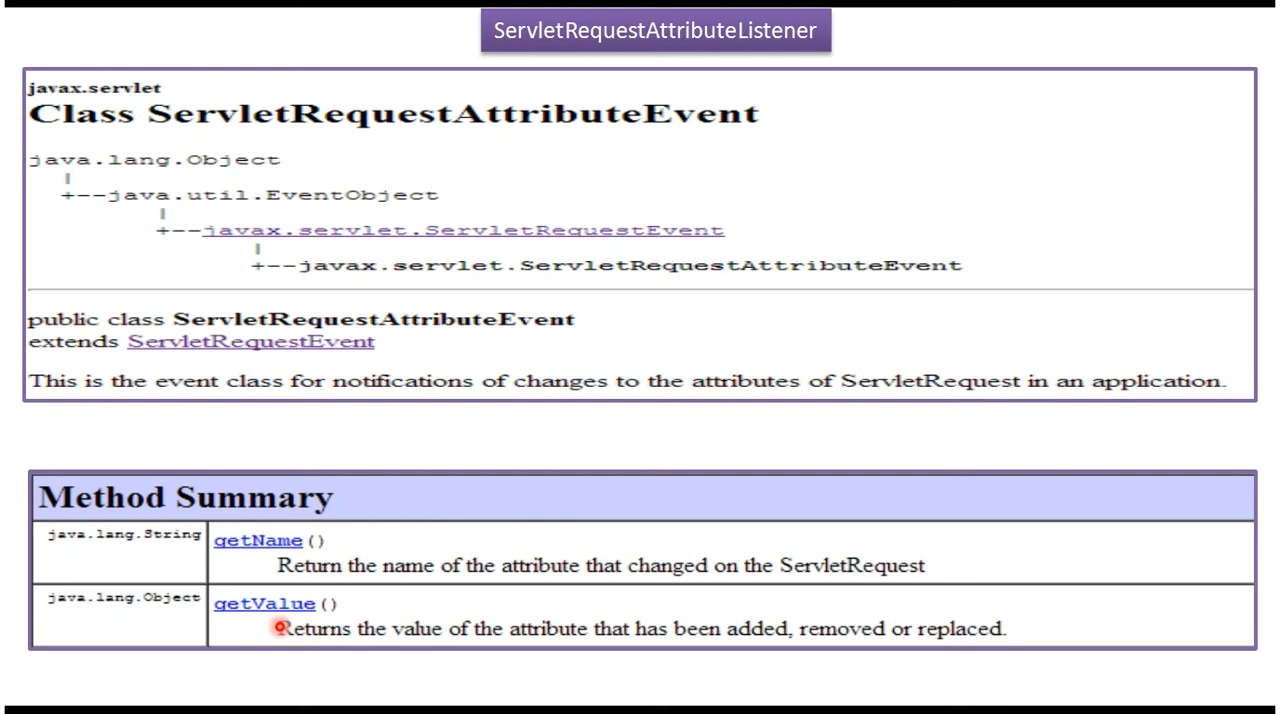 ServletRequestAttributeListener
javax.servlet
Class ServletRequestAttributeEvent
java.lang.Object
|
+--java.util.EventObject
|
+--javax.servlet.ServletRequestEvent
|
+--javax.servlet.ServletRequestAttributeEvent
public class ServletRequestAttributeEvent
extends ServletRequestEvent
This is the event class for notifications of changes to the attributes of ServletRequest in an application.
Method Summary
java.lang.String getName()
Return the name of the attribute that changed on the ServletRequest
java.lang.Object getValue()
Returns the value of the attribute that has been added, removed or replaced.